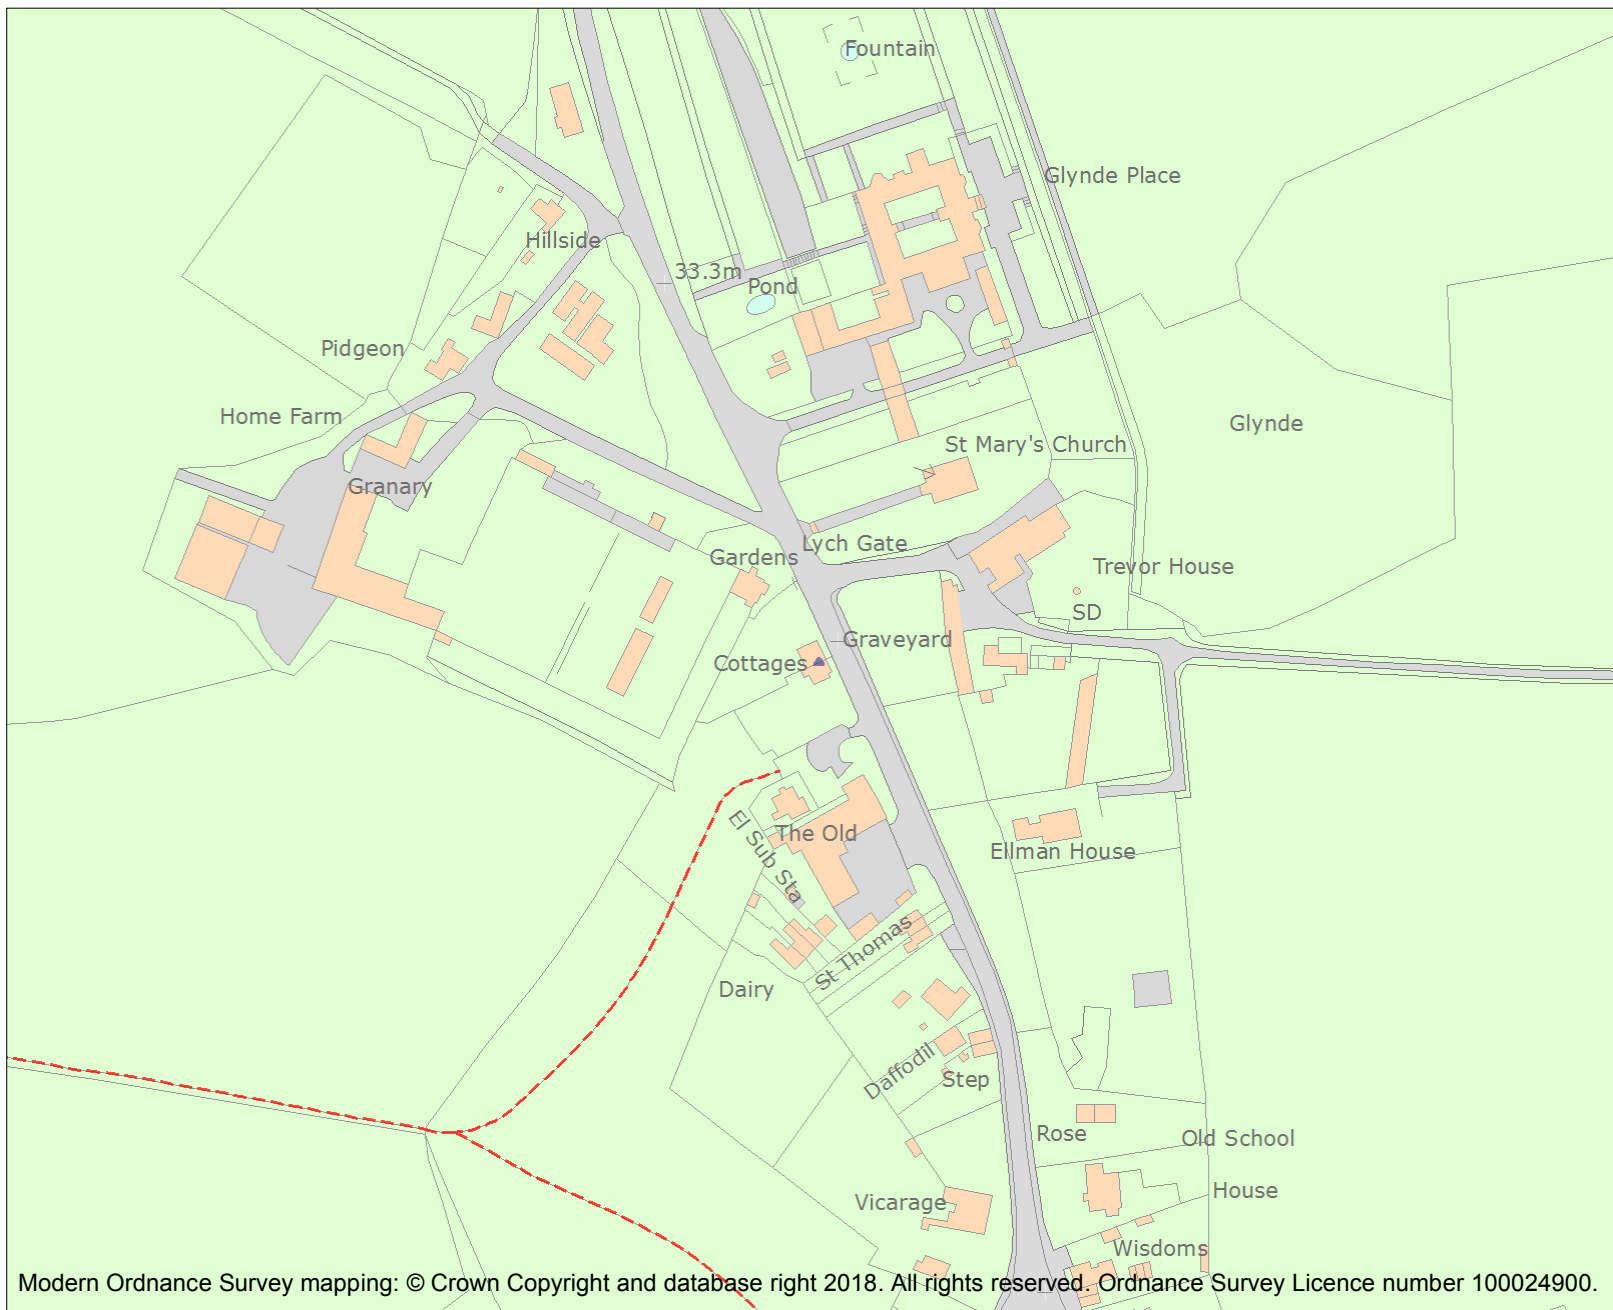 Fountain
Glynde Place
Hillside
33.3m
Pond
Pidgeon
Home Farm
Glynde
St Mary's Church
Granary
Lych Gate
Gardens
Trevor House
SD
Graveyard
Cottages
The Old
El Sub Sta
Ellman House
St Thomas
Dairy
Daffodil
Step
Rose
Old School
House
Vicarage
Wisdoms
Modern Ordnance Survey mapping: © Crown Copyright and database right 2018. All rights reserved. Ordnance Survey Licence number 100024900.